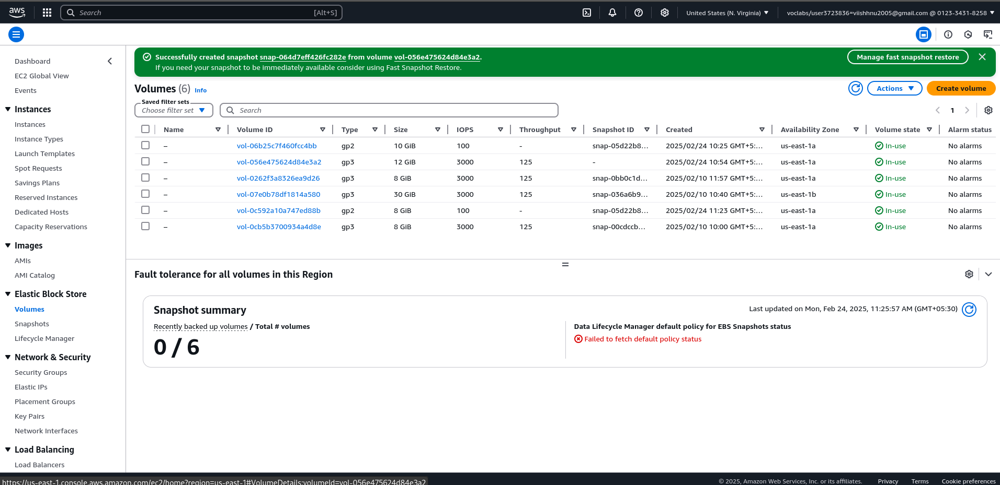 aws
Search [Alt+S]
United States (N. Virginia)
voclabs/user3723836=viishhnu2005@gmail.com @ 0123-3431-8258
Dashboard
EC2 Global View
Events
Instances
Instances
Instance Types
Launch Templates
Spot Requests
Savings Plans
Reserved Instances
Dedicated Hosts
Capacity Reservations
Images
AMIs
AMI Catalog
Elastic Block Store
Volumes
Snapshots
Lifecycle Manager
Network & Security
Security Groups
Elastic IPs
Placement Groups
Key Pairs
Network Interfaces
Load Balancing
Load Balancers
Successfully created snapshot snap-064d7eff426fc282e from volume vol-056e475624d84e3a2.
If you need your snapshot to be immediately available consider using Fast Snapshot Restore.
Manage fast snapshot restore
Volumes (6) Info
Actions
Create volume
Saved filter sets
Choose filter set
Search
1
Name Volume ID Type Size IOPS Throughput Snapshot ID Created Availability Zone Volume state Alarm status
– vol-06b25c7f460fcc4bb gp2 10 GiB 100 - snap-05d22b8... 2025/02/24 10:25 GMT+5:... us-east-1a In-use No alarms
– vol-056e475624d84e3a2 gp3 12 GiB 3000 125 - 2025/02/24 10:54 GMT+5:... us-east-1a In-use No alarms
– vol-0262f3a8326ea9d26 gp3 8 GiB 3000 125 snap-0bb0c1d... 2025/02/10 11:57 GMT+5:... us-east-1a In-use No alarms
– vol-07e0b78df1814a580 gp3 30 GiB 3000 125 snap-036a6b9... 2025/02/10 10:40 GMT+5:... us-east-1b In-use No alarms
– vol-0c592a10a747ed88b gp2 8 GiB 100 - snap-05d22b8... 2025/02/24 11:23 GMT+5:... us-east-1a In-use No alarms
– vol-0cb5b3700934a4d8e gp3 8 GiB 3000 125 snap-00cdccb... 2025/02/10 10:00 GMT+5:... us-east-1a In-use No alarms
Fault tolerance for all volumes in this Region
Snapshot summary
Last updated on Mon, Feb 24, 2025, 11:25:57 AM (GMT+05:30)
Recently backed up volumes / Total # volumes
0 / 6
Data Lifecycle Manager default policy for EBS Snapshots status
Failed to fetch default policy status
https://us-east-1.console.aws.amazon.com/ec2/home?region=us-east-1#VolumeDetails:volumeId=vol-056e475624d84e3a2
© 2025, Amazon Web Services, Inc. or its affiliates. Privacy Terms Cookie preferences